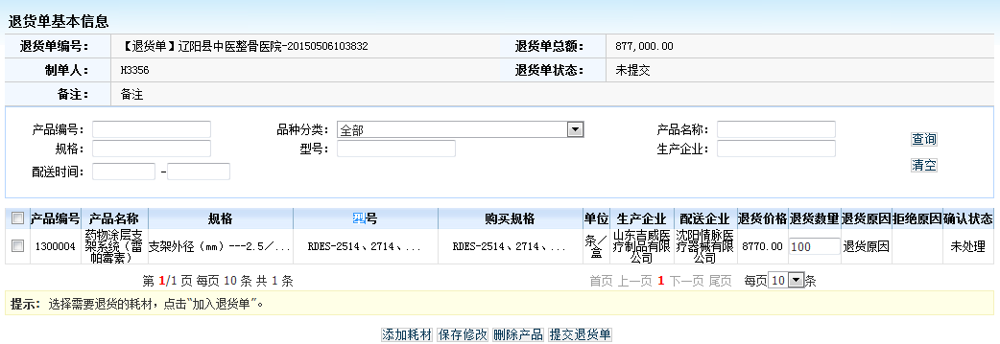 退货单基本信息
退货单编号： 【退货单】辽阳县中医整骨医院-20150506103832 退货单总额： 877,000.00
制单人： H3356 退货单状态： 未提交
备注： 备注
产品编号： 品种分类： 全部 产品名称：
规格： 型号： 生产企业： 查询
配送时间： - 清空
产品编号 产品名称 规格 型号 购买规格 单位 生产企业 配送企业 退货价格 退货数量 退货原因 拒绝原因 确认状态
1300004 药物涂层支架系统（雷帕霉素） 支架外径（mm）---2.5／... RDES-2514、2714、... RDES-2514、2714、... 条／盒 山东吉威医疗制品有限公司 沈阳情脉医疗器械有限公司 8770.00 100 退货原因 未处理
第 1/1 页 每页 10 条 共 1 条 首页 上一页 1 下一页 尾页 每页 10 条
提示： 选择需要退货的耗材，点击“加入退货单”。
添加耗材 保存修改 删除产品 提交退货单